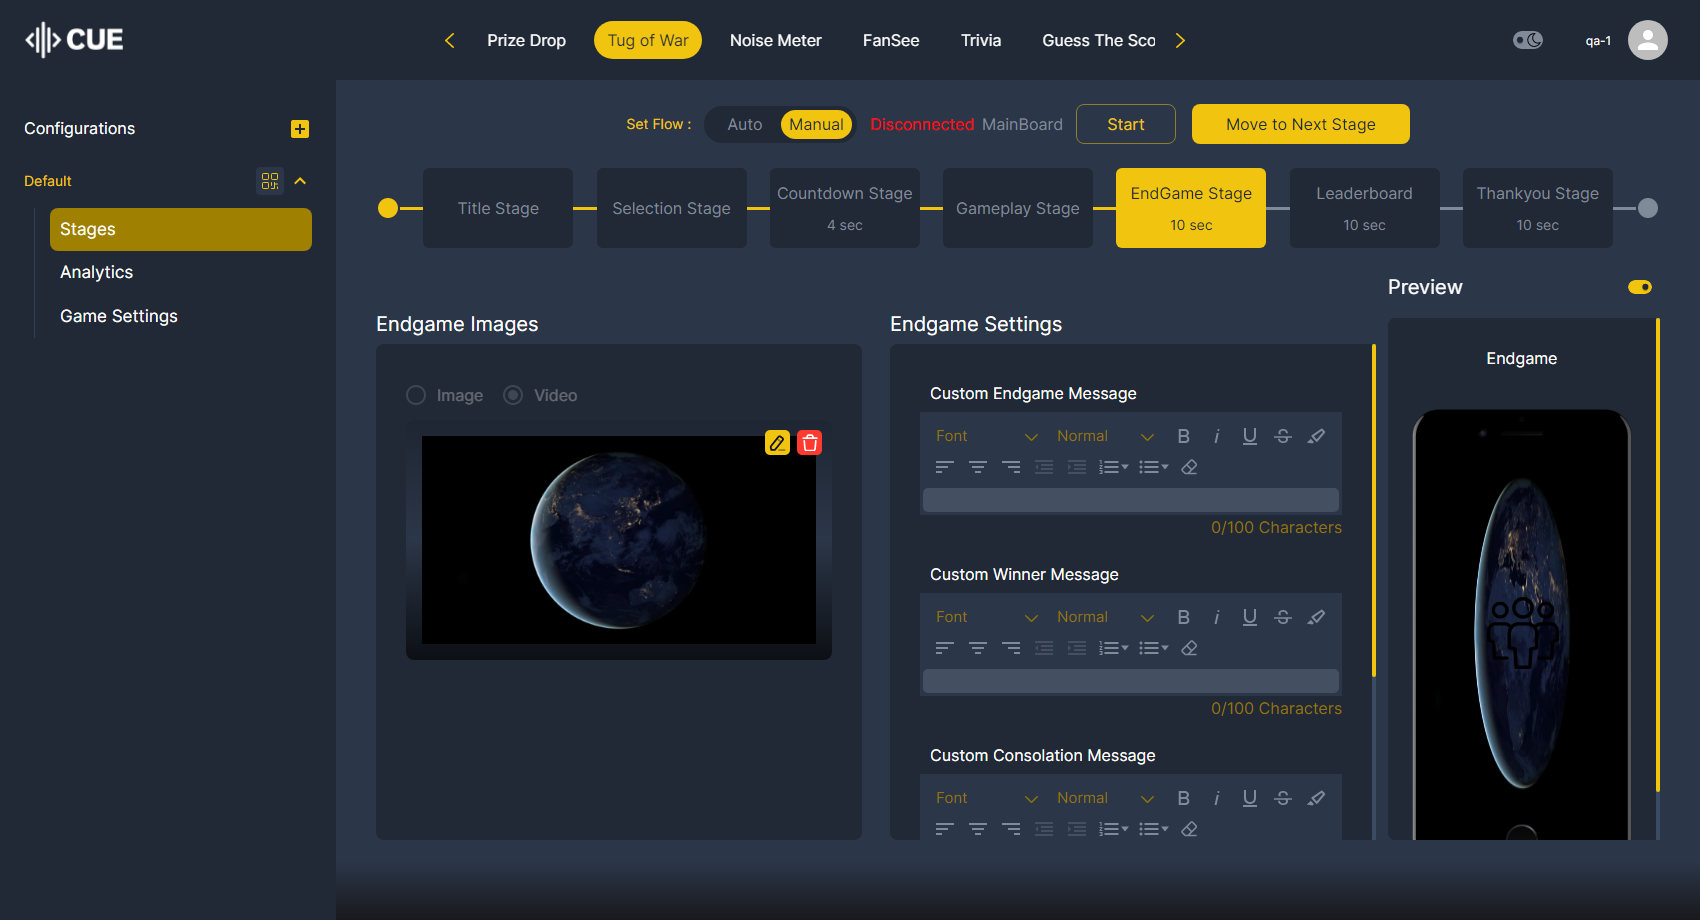 CUE
Prize Drop
Tug of War
Noise Meter
FanSee
Trivia
Guess The Sco
qa-1
Configurations
Default
Stages
Analytics
Game Settings
Set Flow :
Auto
Manual
Disconnected MainBoard
Start
Move to Next Stage
Title Stage
Selection Stage
Countdown Stage
4 sec
Gameplay Stage
EndGame Stage
10 sec
Leaderboard
10 sec
Thankyou Stage
10 sec
Endgame Images
Image
Video
Endgame Settings
Custom Endgame Message
Font
Normal
B i U S
0/100 Characters
Custom Winner Message
Font
Normal
B i U S
0/100 Characters
Custom Consolation Message
Font
Normal
B i U S
Preview
Endgame